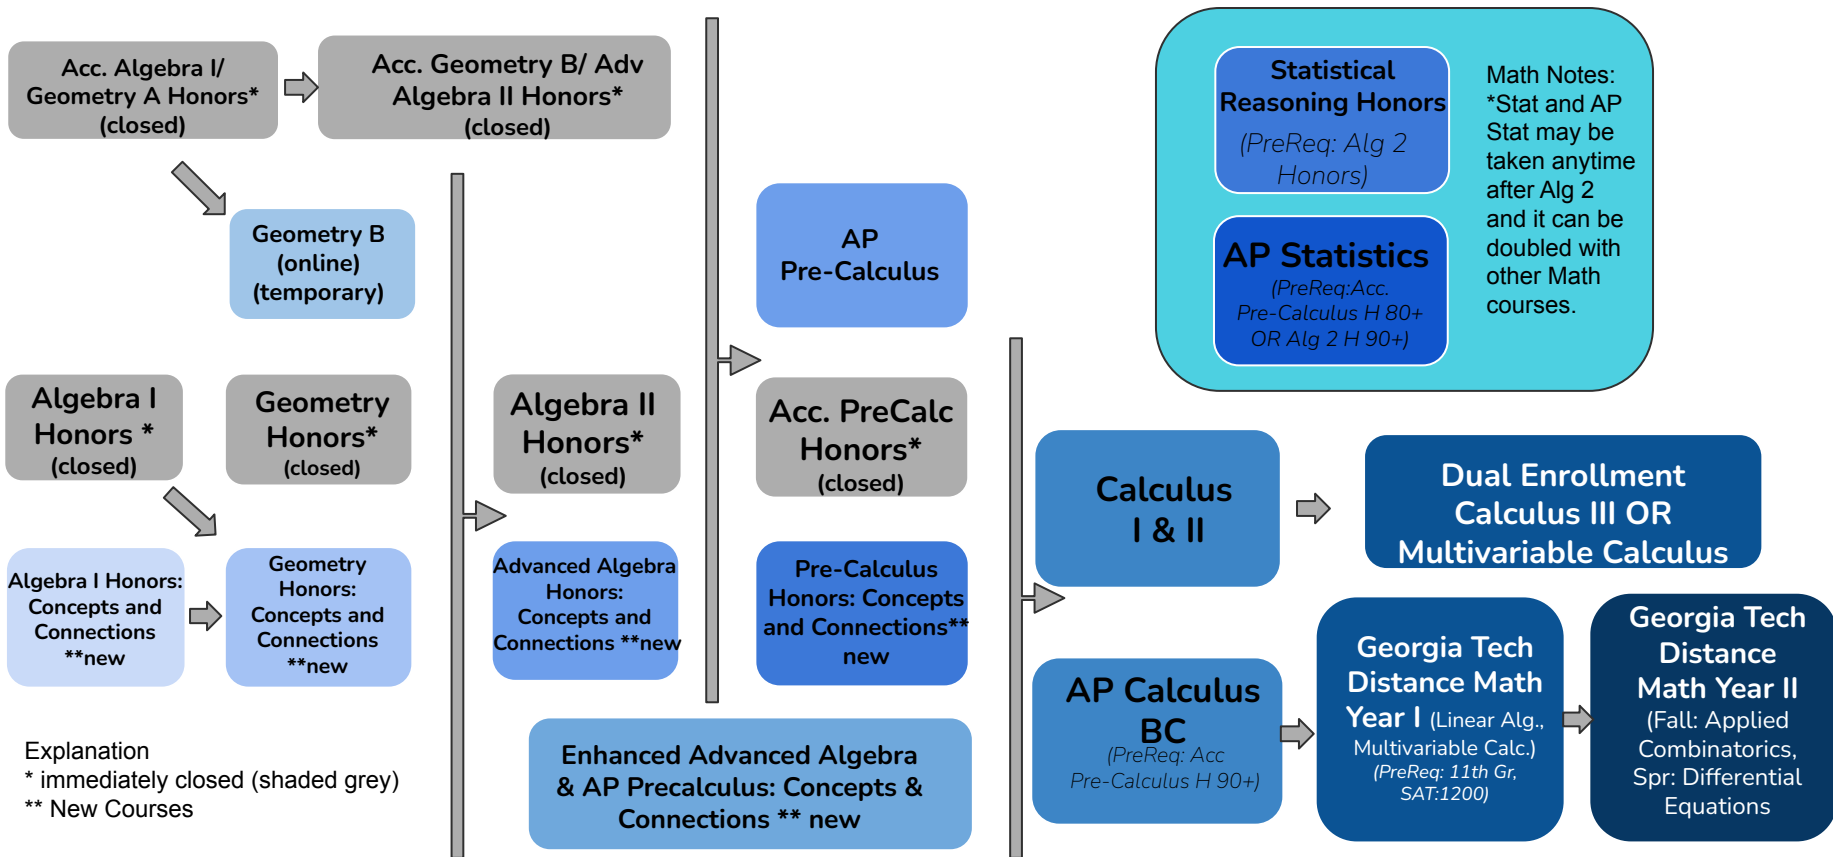 Acc. Algebra I/
Geometry A Honors*
(closed)
Acc. Geometry B/ Adv
Algebra II Honors*
(closed)
Geometry B
(online)
(temporary)
Algebra I
Honors *
(closed)
Geometry
Honors*
(closed)
Algebra I Honors:
Concepts and
Connections
**new
Geometry
Honors:
Concepts and
Connections
**new
Explanation
* immediately closed (shaded grey)
** New Courses
Algebra II
Honors*
(closed)
Advanced Algebra
Honors:
Concepts and
Connections **new
AP
Pre-Calculus
Acc. PreCalc
Honors*
(closed)
Pre-Calculus
Honors: Concepts
and Connections**
new
Enhanced Advanced Algebra
& AP Precalculus: Concepts &
Connections ** new
Statistical
Reasoning Honors
(PreReq: Alg 2
Honors)
AP Statistics
(PreReq:Acc.
Pre-Calculus H 80+
OR Alg 2 H 90+)
Math Notes:
*Stat and AP
Stat may be
taken anytime
after Alg 2
and it can be
doubled with
other Math
courses.
Calculus
I & II
Dual Enrollment
Calculus III OR
Multivariable Calculus
AP Calculus
BC
(PreReq: Acc
Pre-Calculus H 90+)
Georgia Tech
Distance Math
Year I (Linear Alg.,
Multivariable Calc.)
(PreReq: 11th Gr,
SAT:1200)
Georgia Tech
Distance
Math Year II
(Fall: Applied
Combinatorics,
Spr: Differential
Equations